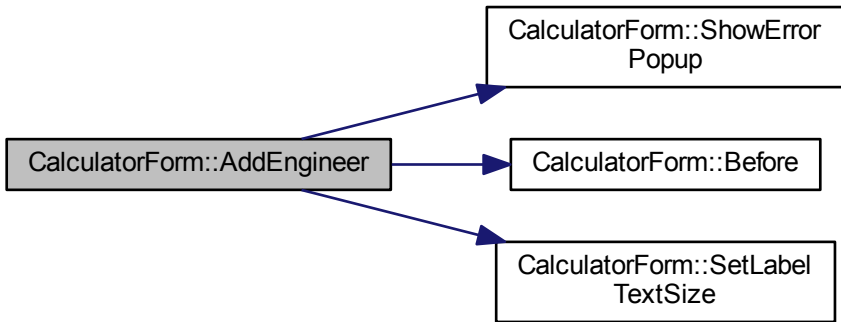 CalculatorForm::ShowError
Popup
CalculatorForm::AddEngineer
CalculatorForm::Before
CalculatorForm::SetLabel
TextSize